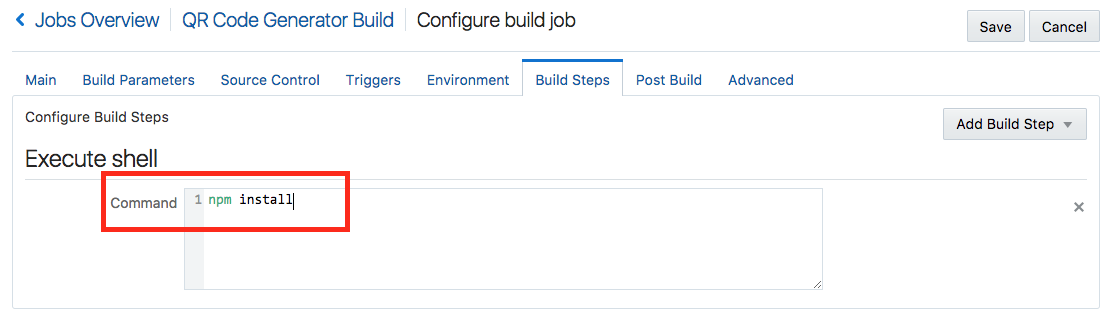 Jobs Overview QR Code Generator Build Configure build job
Save Cancel
Main Build Parameters Source Control Triggers Environment Build Steps Post Build Advanced
Configure Build Steps
Add Build Step
Execute shell
Command 1 npm install